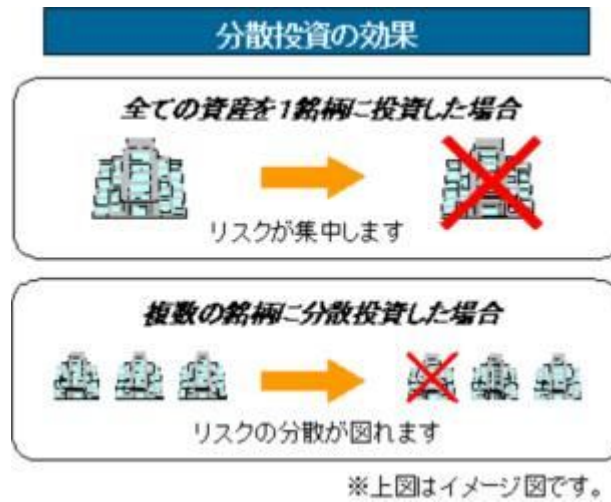 分散投資の効果
全ての資産を1銘柄に投資した場合
リスクが集中します
複数の銘柄に分散投資した場合
リスクの分散が図れます
※上図はイメージ図です。